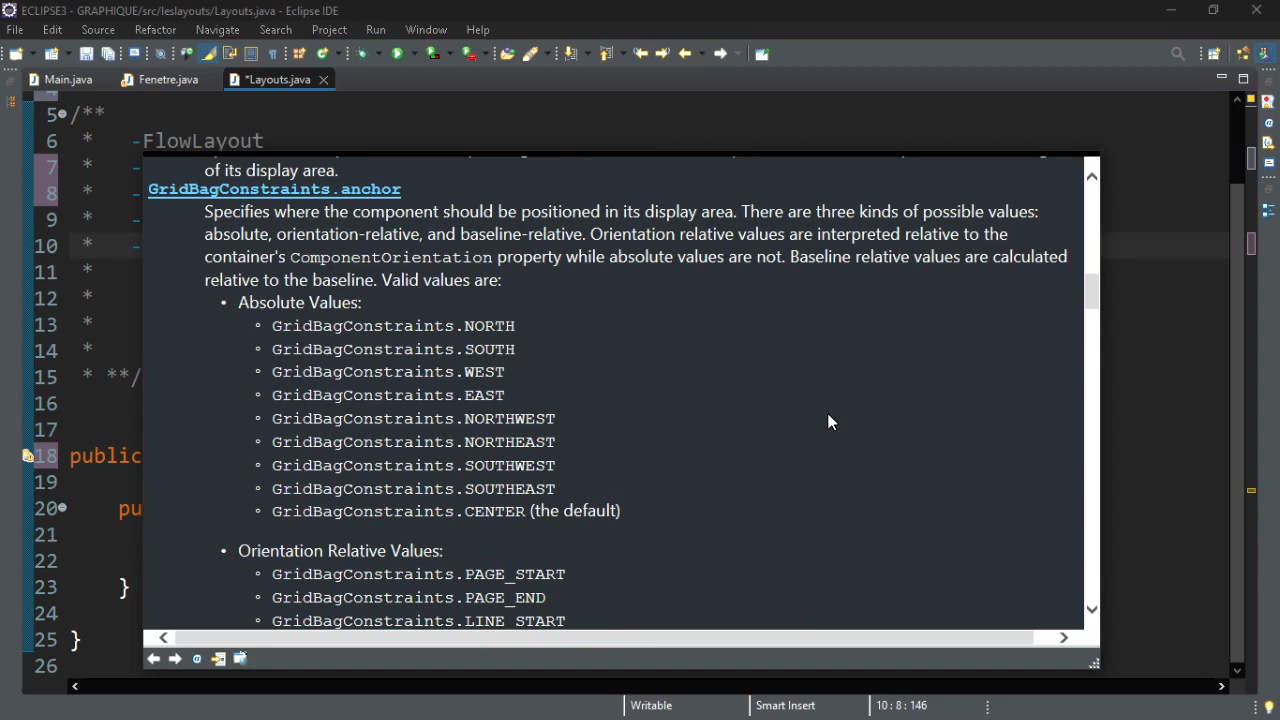 ECLIPSE3 - GRAPHIQUE/src/leslayouts/Layouts.java - Eclipse IDE
File Edit Source Refactor Navigate Search Project Run Window Help
Main.java Fenetre.java *Layouts.java
5 /**
6 * -FlowLayout
7 * -
8 * -
9 * -
10 * -
11 *
12 *
13 *
14 *
15 * **/
16
17
18 public
19
20 pu
21
22
23 }
24
25 }
26
of its display area.
GridBagConstraints.anchor
Specifies where the component should be positioned in its display area. There are three kinds of possible values:
absolute, orientation-relative, and baseline-relative. Orientation relative values are interpreted relative to the
container's ComponentOrientation property while absolute values are not. Baseline relative values are calculated
relative to the baseline. Valid values are:
• Absolute Values:
◦ GridBagConstraints.NORTH
◦ GridBagConstraints.SOUTH
◦ GridBagConstraints.WEST
◦ GridBagConstraints.EAST
◦ GridBagConstraints.NORTHWEST
◦ GridBagConstraints.NORTHEAST
◦ GridBagConstraints.SOUTHWEST
◦ GridBagConstraints.SOUTHEAST
◦ GridBagConstraints.CENTER (the default)
• Orientation Relative Values:
◦ GridBagConstraints.PAGE_START
◦ GridBagConstraints.PAGE_END
◦ GridBagConstraints.LINE_START
Writable Smart Insert 10 : 8 : 146